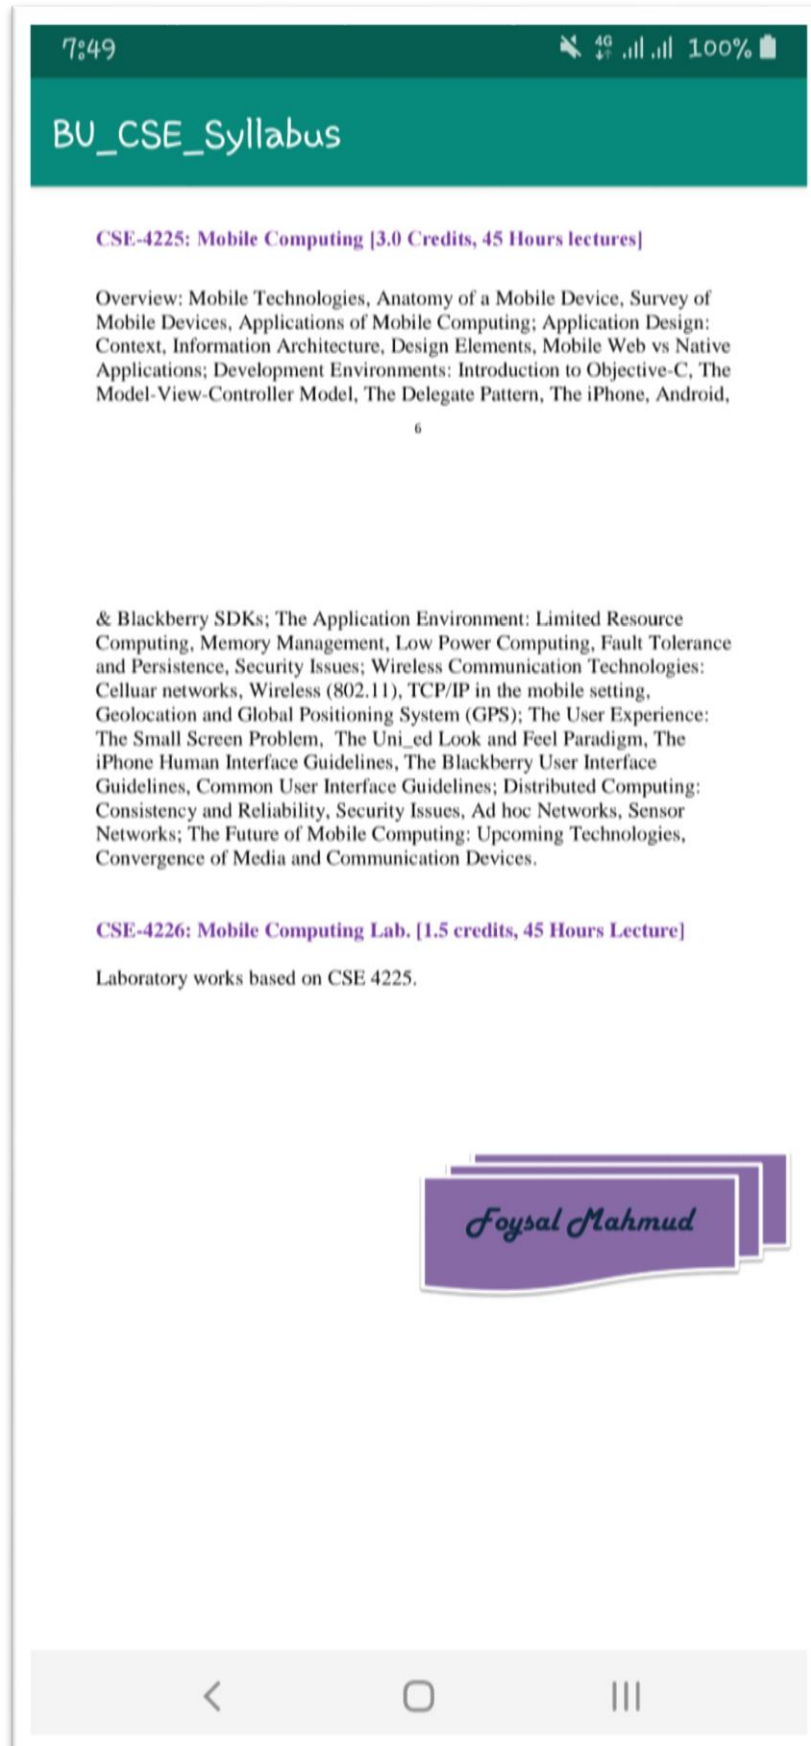 7:49
4G 100%
BU_CSE_Syllabus
CSE-4225: Mobile Computing [3.0 Credits, 45 Hours lectures]
Overview: Mobile Technologies, Anatomy of a Mobile Device, Survey of
Mobile Devices, Applications of Mobile Computing; Application Design:
Context, Information Architecture, Design Elements, Mobile Web vs Native
Applications; Development Environments: Introduction to Objective-C, The
Model-View-Controller Model, The Delegate Pattern, The iPhone, Android,
6
& Blackberry SDKs; The Application Environment: Limited Resource
Computing, Memory Management, Low Power Computing, Fault Tolerance
and Persistence, Security Issues; Wireless Communication Technologies:
Celluar networks, Wireless (802.11), TCP/IP in the mobile setting,
Geolocation and Global Positioning System (GPS); The User Experience:
The Small Screen Problem, The Uni_ed Look and Feel Paradigm, The
iPhone Human Interface Guidelines, The Blackberry User Interface
Guidelines, Common User Interface Guidelines; Distributed Computing:
Consistency and Reliability, Security Issues, Ad hoc Networks, Sensor
Networks; The Future of Mobile Computing: Upcoming Technologies,
Convergence of Media and Communication Devices.
CSE-4226: Mobile Computing Lab. [1.5 credits, 45 Hours Lecture]
Laboratory works based on CSE 4225.
Foysal Mahmud